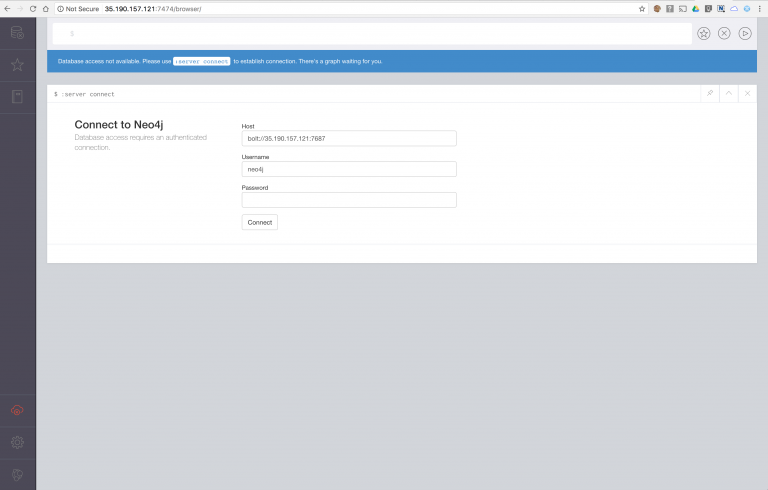 Not Secure 35.190.157.121:7474/browser/
$
Database access not available. Please use :server connect to establish connection. There's a graph waiting for you.
$ :server connect
Connect to Neo4j
Database access requires an authenticated
connection.
Host
bolt://35.190.157.121:7687
Username
neo4j
Password
Connect